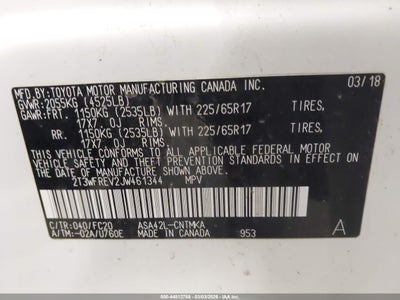 MFD.BY:TOYOTA MOTOR MANUFACTURING CANADA INC.
03/18
GVWR:2055KG (4525LB)
GAWR:FRT. 1150KG (2535LB) WITH 225/65R17 TIRES,
17X7.0J RIMS.
RR. 1150KG (2535LB) WITH 225/65R17 TIRES,
17X7.0J RIMS.
THIS VEHICLE CONFORMS TO ALL APPLICABLE FEDERAL MOTOR
VEHICLE SAFETY, BUMPER, AND THEFT PREVENTION STANDARDS
IN EFFECT ON THE DATE OF MANUFACTURE SHOWN ABOVE.
2T3WFREV2JW461344 MPV
C/TR:040/FC20 ASA42L-CNTMKA
A/TM:-02A/U760E MADE IN CANADA 953 A